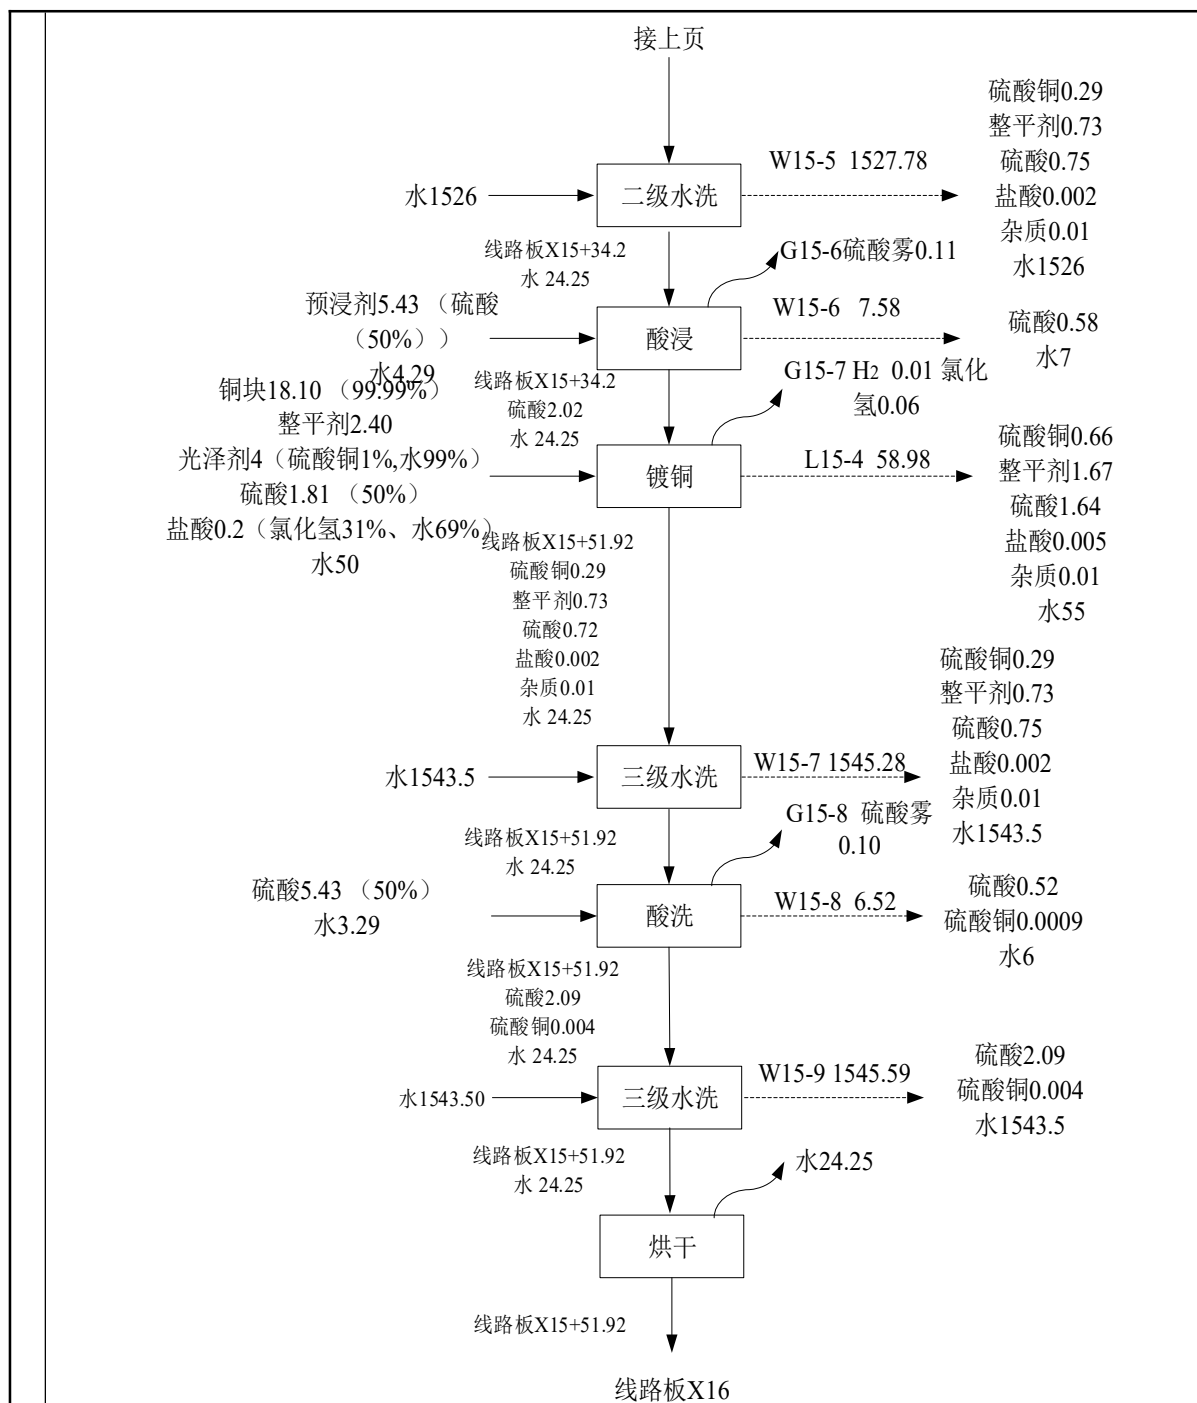 接上页
硫酸铜0.29
整平剂0.73
硫酸0.75
盐酸0.002
杂质0.01
水1526
W15-5  1527.78
水1526
二级水洗
线路板X15+34.2
水 24.25
G15-6硫酸雾0.11
预浸剂5.43 （硫酸
（50%））
水4.29
酸浸
W15-6   7.58
硫酸0.58
水7
线路板X15+34.2
硫酸2.02
水 24.25
G15-7 H2  0.01 氯化
氢0.06
铜块18.10 （99.99%）
整平剂2.40
光泽剂4（硫酸铜1%,水99%）
硫酸1.81 （50%）
盐酸0.2（氯化氢31%、水69%）
水50
镀铜
L15-4  58.98
硫酸铜0.66
整平剂1.67
硫酸1.64
盐酸0.005
杂质0.01
水55
线路板X15+51.92
硫酸铜0.29
整平剂0.73
硫酸0.72
盐酸0.002
杂质0.01
水 24.25
水1543.5
三级水洗
W15-7 1545.28
硫酸铜0.29
整平剂0.73
硫酸0.75
盐酸0.002
杂质0.01
水1543.5
线路板X15+51.92
水 24.25
G15-8  硫酸雾
0.10
硫酸5.43 （50%）
水3.29
酸洗
W15-8  6.52
硫酸0.52
硫酸铜0.0009
水6
线路板X15+51.92
硫酸2.09
硫酸铜0.004
水 24.25
水1543.50
三级水洗
W15-9 1545.59
硫酸2.09
硫酸铜0.004
水1543.5
线路板X15+51.92
水 24.25
水24.25
烘干
线路板X15+51.92
线路板X16